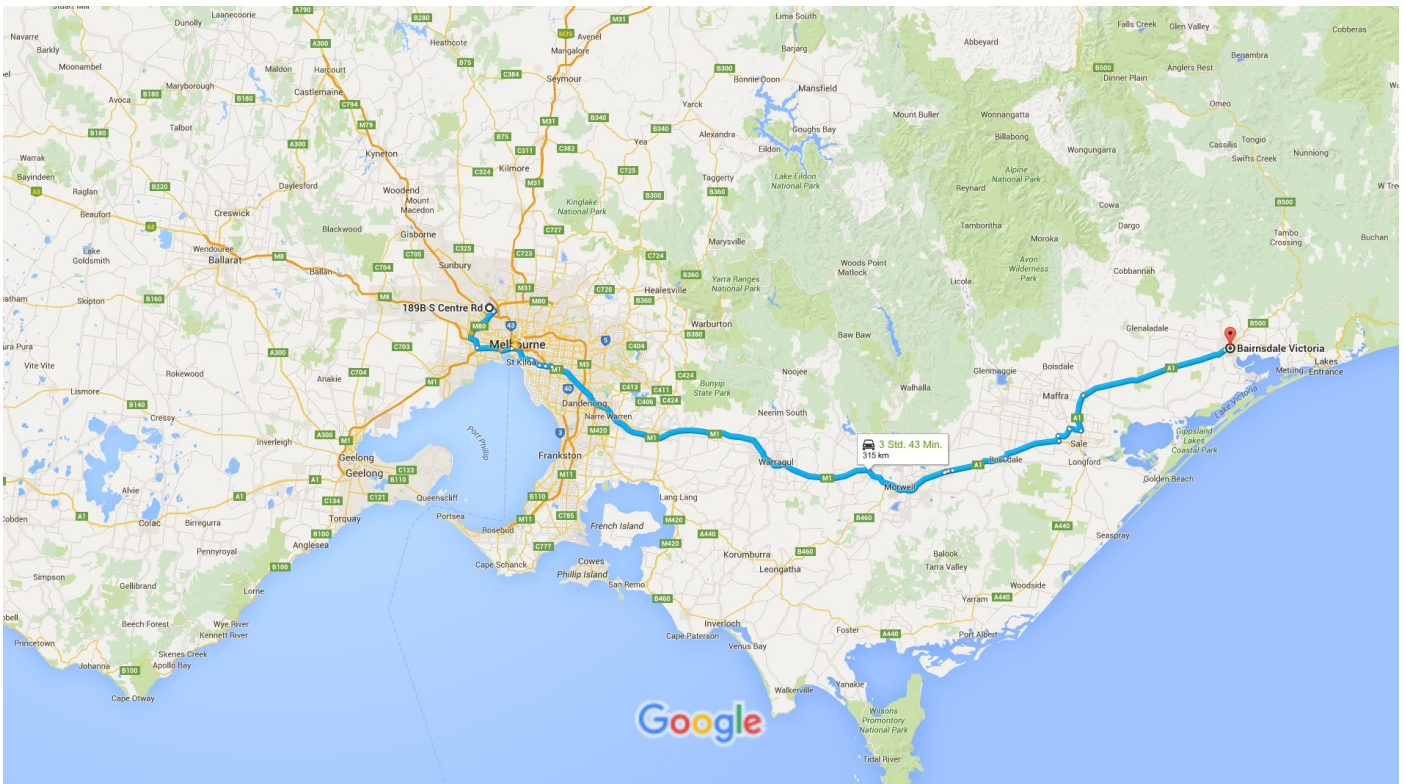 Stuart Mill
Dunolly
Laanecoorie
A790
B280
M31
Lima South
Falls Creek
Glen Valley
Cobberas
Navarre
Barkly
A300
Heathcote
M39
Avenel
Mangalore
Barjarg
Abbeyard
B500
Benambra
Moonambel
Maldon
Harcourt
B75
C384
Seymour
B300
Bonnie Doon
Dinner Plain
Anglers Rest
Maryborough
B180
Castlemaine
Mansfield
Avoca
B180
B180
C794
M31
B340
Yarck
Mount Buller
Wonnangatta
Omeo
Talbot
M79
B75
B340
Alexandra
Goughs Bay
Billabong
Cassilis
Tongio
A300
C311
C382
Yea
Eildon
Wongungarra
Swifts Creek
Nunniong
Warrak
Kyneton
Kilmore
C725
Taggerty
Lake Eildon
National Park
Alpine
National Park
Bayindeen
A8
Raglan
B220
Daylesford
C324
M31
B300
B360
Reynard
B500
Beaufort
Creswick
Woodend
Mount
Macedon
Kinglake
National Park
Cowa
A8
Blackwood
Gisborne
C727
Marysville
Tamboritha
Dargo
Tambo
Crossing
Lake
Goldsmith
Wendouree
Ballarat
M8
C705
C325
C723
C724
Moroka
Buchan
Sunbury
B360
Woods Point
Matlock
Avon
Wilderness
Park
Cobbannah
Ballan
C704
M31
C726
Healesville
Yarra Ranges
National Park
Licola
Skipton
B160
M8
189B S Centre Rd
M80
B360
M80
43
Warburton
B380
Baw Baw
Glenaladale
B500
C703
Melbourne
5
C404
Bairnsdale Victoria
Vite Vite
A300
St Kilda
M1
M3
Noojee
Glenmaggie
Boisdale
A1
Metung
Lakes
Entrance
Rokewood
Anakie
C704
M1
40
C413
C411
C424
C424
C406
Bunyip
State Park
Walhalla
Maffra
Lake Victoria
Lismore
B140
Cressy
Dandenong
Narre Warren
M420
Neerim South
A1
Inverleigh
A300
M1
Port Phillip
M1
M1
3 Std. 43 Min.
315 km
Sale
Gippsland
Lakes
Coastal Park
Geelong
Geelong
C123
B110
Frankston
M11
Warragul
M1
A1
Rosedale
Longford
Golden Beach
Alvie
A1
A1
C134
C121
Queenscliff
Portsea
B110
Lang Lang
Morwell
Colac
Birregurra
Torquay
Rosebud
M11
C785
M420
French Island
B460
A440
Seaspray
A1
B100
Anglesea
C777
M420
A440
Pennyroyal
B100
Cape Schanck
Cowes
Phillip Island
San Remo
Korumburra
B460
Leongatha
Balook
Tarra Valley
Woodside
Simpson
Gellibrand
Lorne
B460
Yarram
A440
Beech Forest
Wye River
Kennett River
Inverloch
Cape Paterson
Foster
A440
Port Albert
Princetown
Skenes Creek
Apollo Bay
Venus Bay
Johanna
B100
Cape Otway
Walkerville
Yanakie
Google
Wilsons
Promontory
National Park
Tidal River